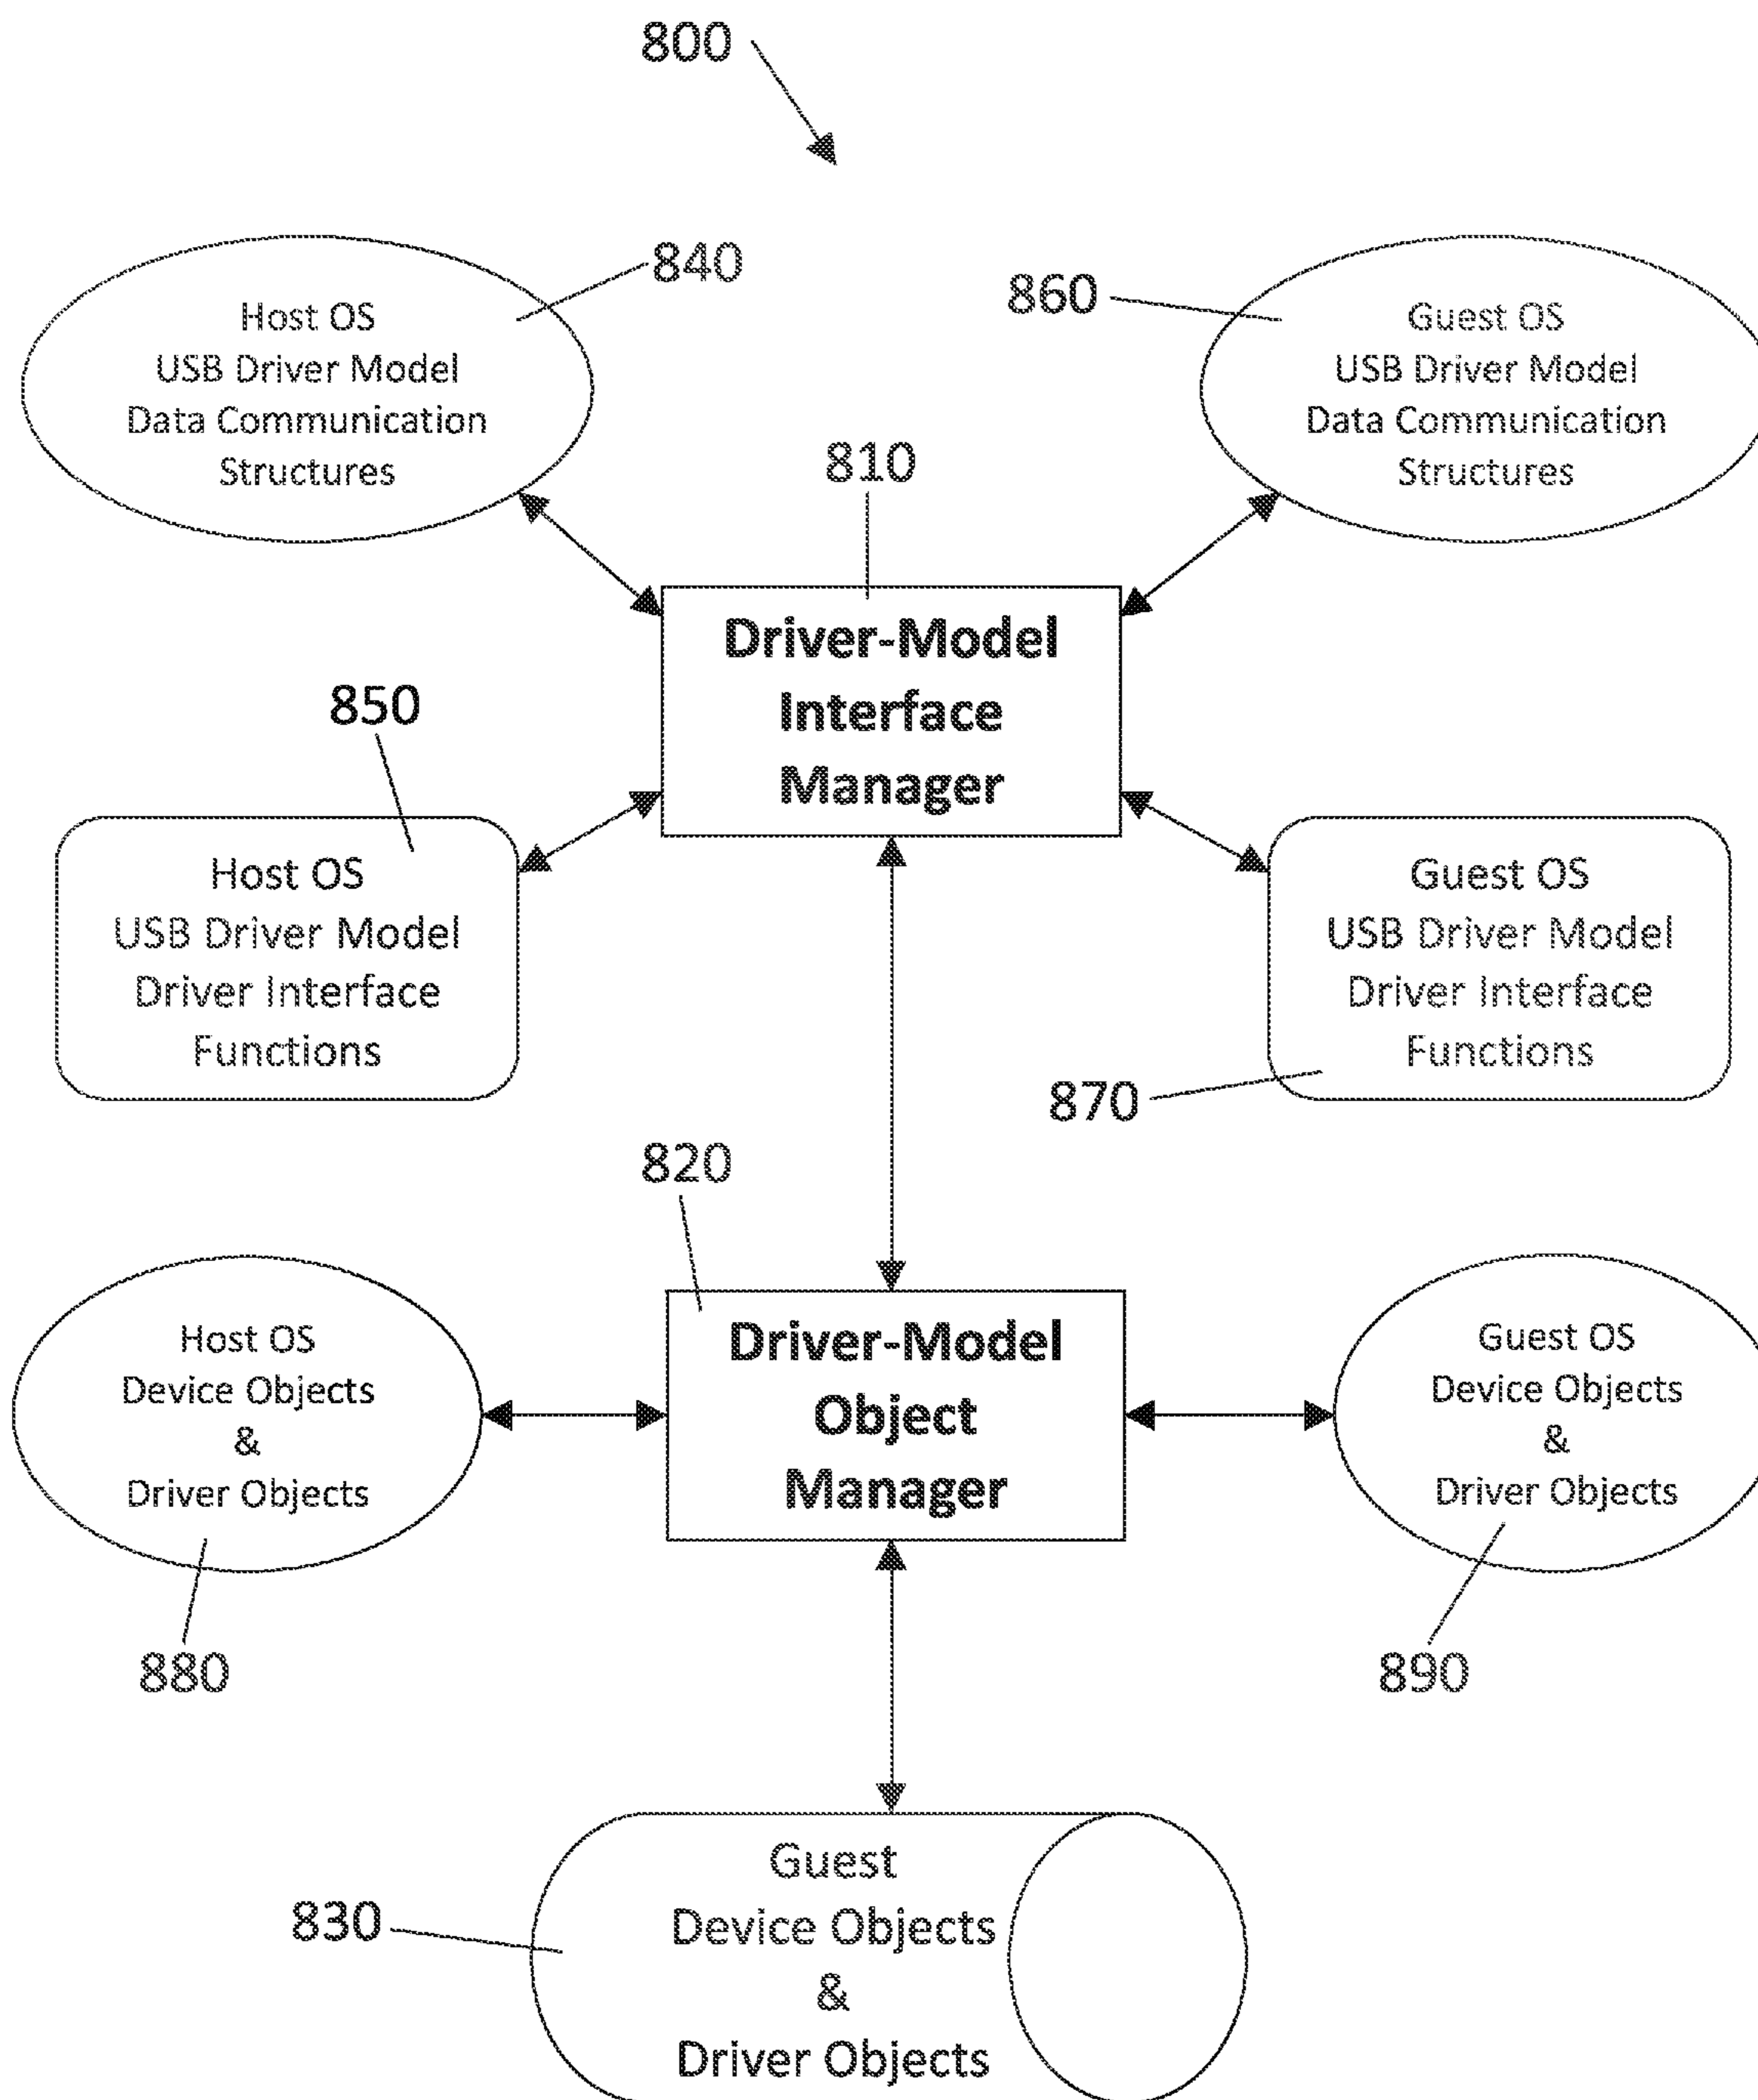 800
840
860
Host OS
USB Driver Model
Data Communication
Structures
Guest OS
USB Driver Model
Data Communication
Structures
810
Driver-Model
Interface
Manager
850
Host OS
USB Driver Model
Driver Interface
Functions
Guest OS
USB Driver Model
Driver Interface
Functions
870
820
Host OS
Device Objects
&
Driver Objects
Driver-Model
Object
Manager
Guest OS
Device Objects
&
Driver Objects
880
890
830
Guest
Device Objects
&
Driver Objects